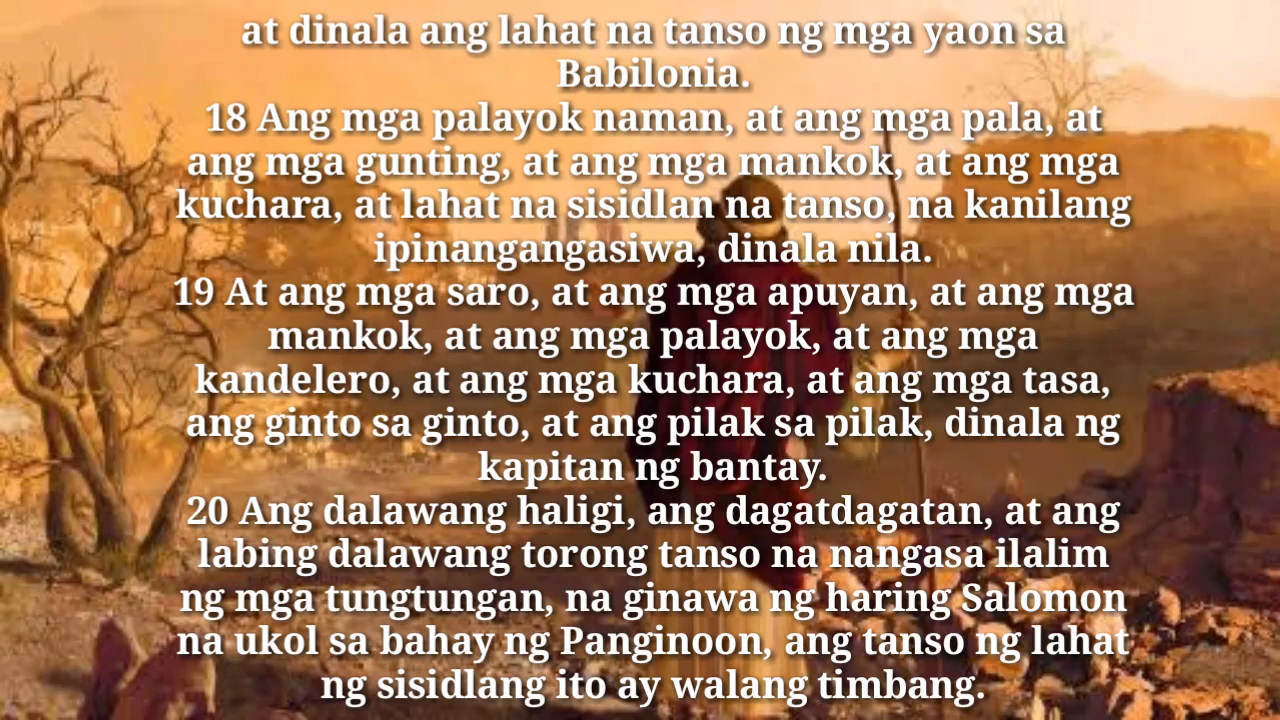 at dinala ang lahat na tanso ng mga yaon sa
Babilonia.
18 Ang mga palayok naman, at ang mga pala, at
ang mga gunting, at ang mga mankok, at ang mga
kuchara, at lahat na sisidlan na tanso, na kanilang
ipinangangasiwa, dinala nila.
19 At ang mga saro, at ang mga apuyan, at ang mga
mankok, at ang mga palayok, at ang mga
kandelero, at ang mga kuchara, at ang mga tasa,
ang ginto sa ginto, at ang pilak sa pilak, dinala ng
kapitan ng bantay.
20 Ang dalawang haligi, ang dagatdagatan, at ang
labing dalawang torong tanso na nangasa ilalim
ng mga tungtungan, na ginawa ng haring Salomon
na ukol sa bahay ng Panginoon, ang tanso ng lahat
ng sisidlang ito ay walang timbang.